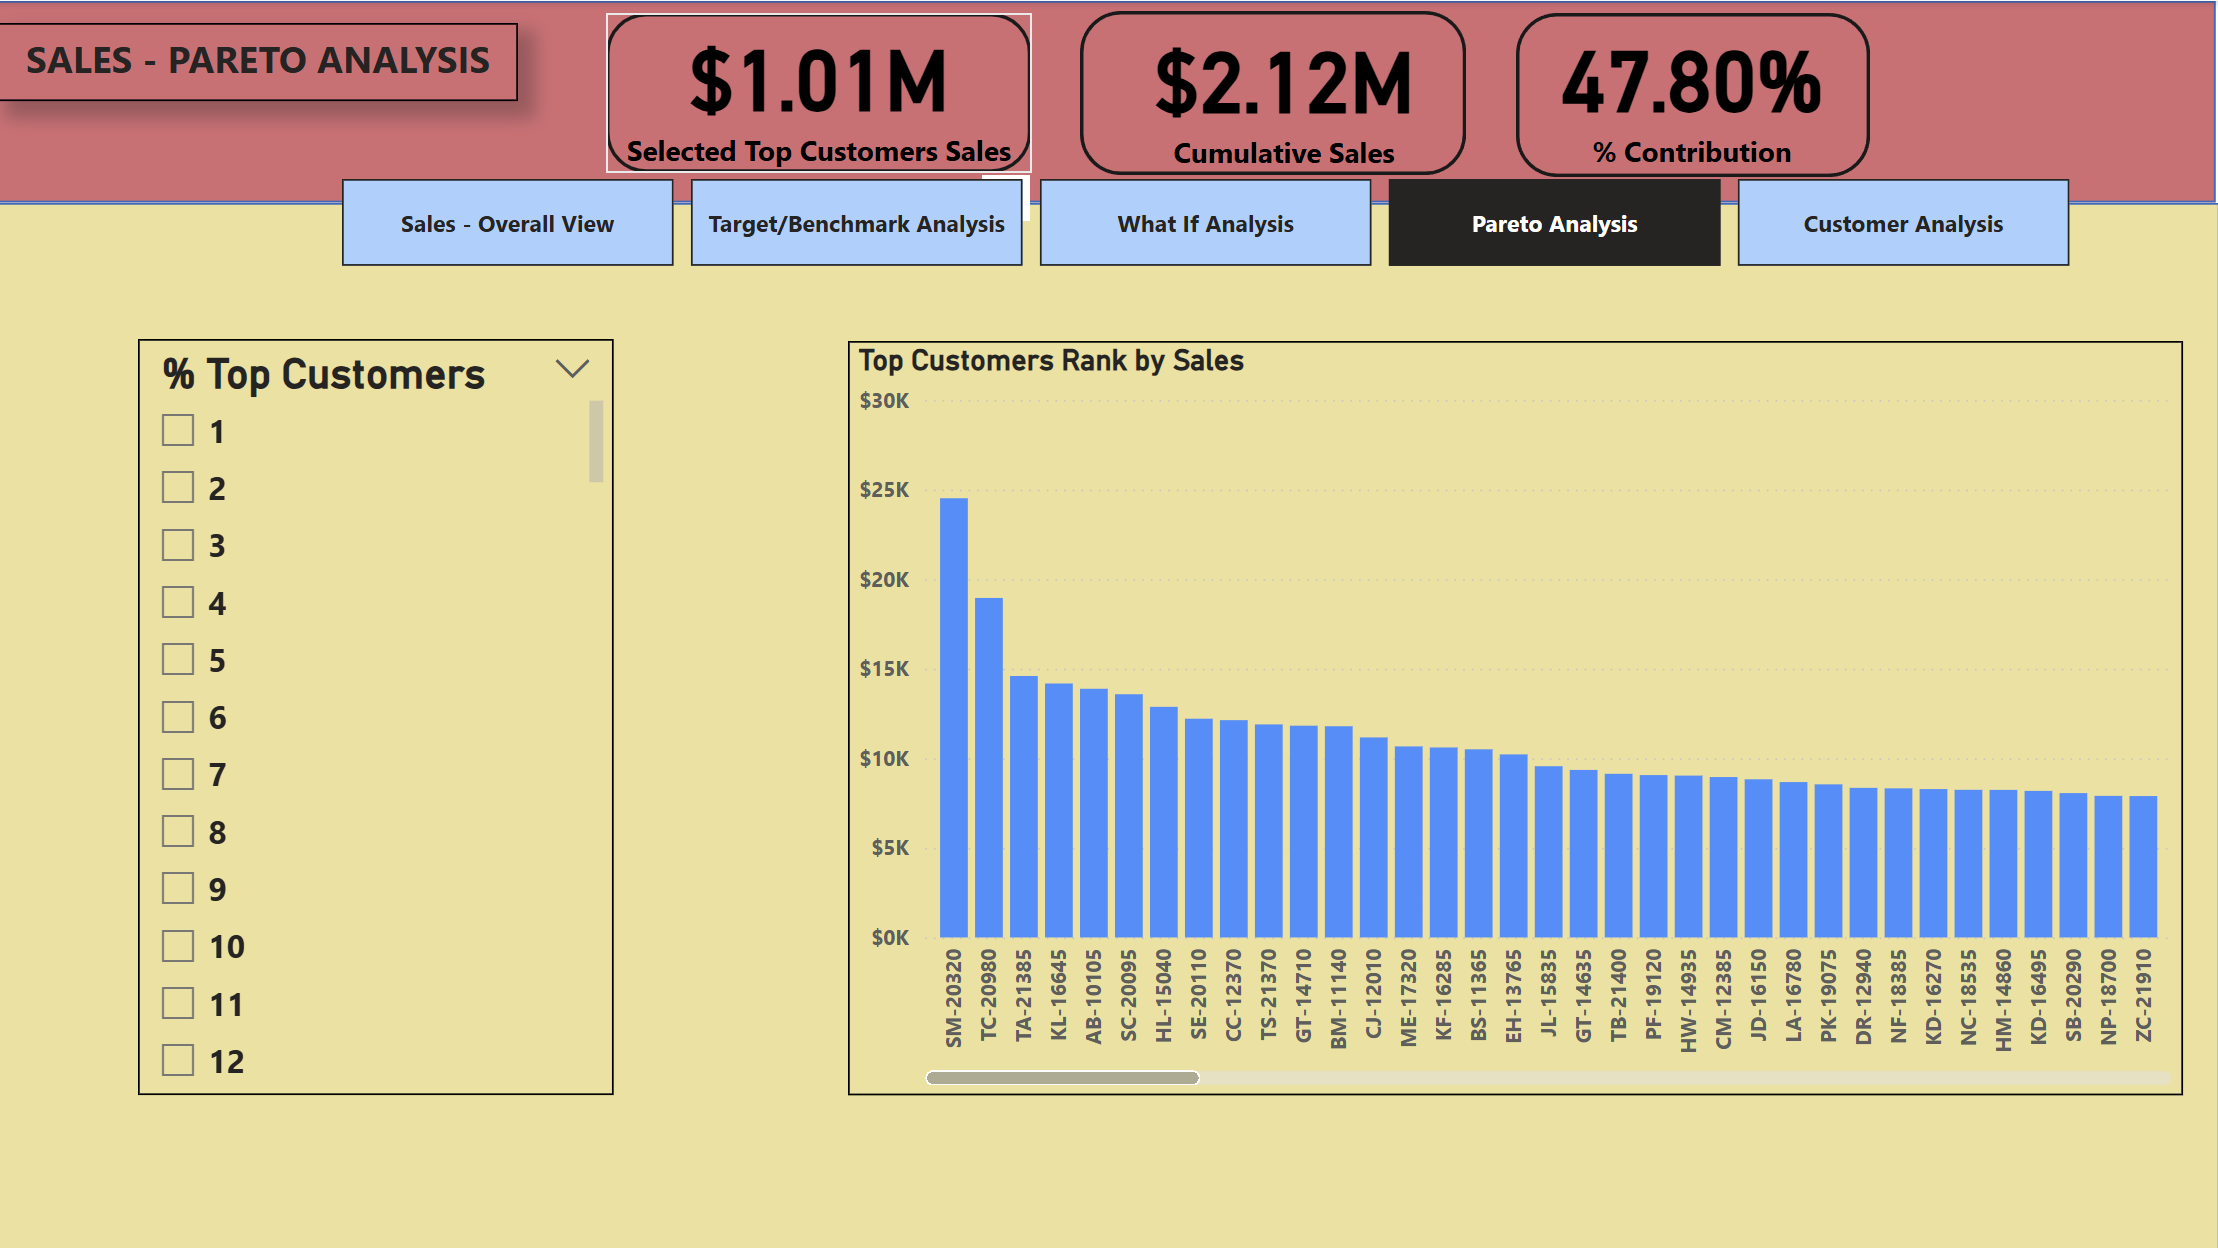 SALES - PARETO ANALYSIS
$1.01M
Selected Top Customers Sales
$2.12M
Cumulative Sales
47.80%
% Contribution
Sales - Overall View
Target/Benchmark Analysis
What If Analysis
Pareto Analysis
Customer Analysis
% Top Customers
1
2
3
4
5
6
7
8
9
10
11
12
Top Customers Rank by Sales
$30K
$25K
$20K
$15K
$10K
$5K
$0K
SM-20320
TC-20980
TA-21385
KL-16645
AB-10105
SC-20095
HL-15040
SE-20110
CC-12370
TS-21370
GT-14710
BM-11140
CJ-12010
ME-17320
KF-16285
BS-11365
EH-13765
JL-15835
GT-14635
TB-21400
PF-19120
HW-14935
CM-12385
JD-16150
LA-16780
PK-19075
DR-12940
NF-18385
KD-16270
NC-18535
HM-14860
KD-16495
SB-20290
NP-18700
ZC-21910